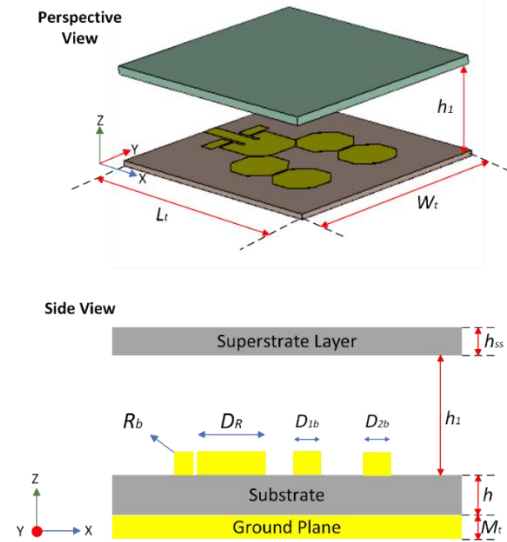 Perspective
View
Z
Y
X
h1
Lt
Wt
Side View
Superstrate Layer
hss
Rb
DR
D1b
D2b
h1
Z
Y
X
Substrate
h
Ground Plane
Mt